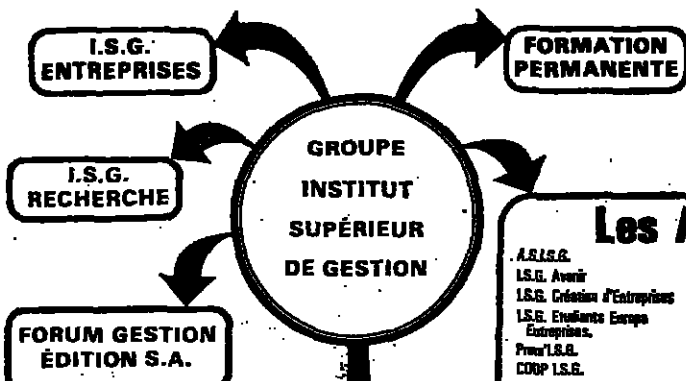 I.S.G.
ENTREPRISES
FORMATION
PERMANENTE
I.S.G.
RECHERCHE
GROUPE
INSTITUT
SUPÉRIEUR
DE GESTION
FORUM GESTION
ÉDITION S.A.
Les
A.S.I.S.G.
I.S.G. Avenir
I.S.G. Création d'Entreprises
I.S.G. Etudiants Europe
Entreprises.
Prom'I.S.G.
COOP I.S.G.